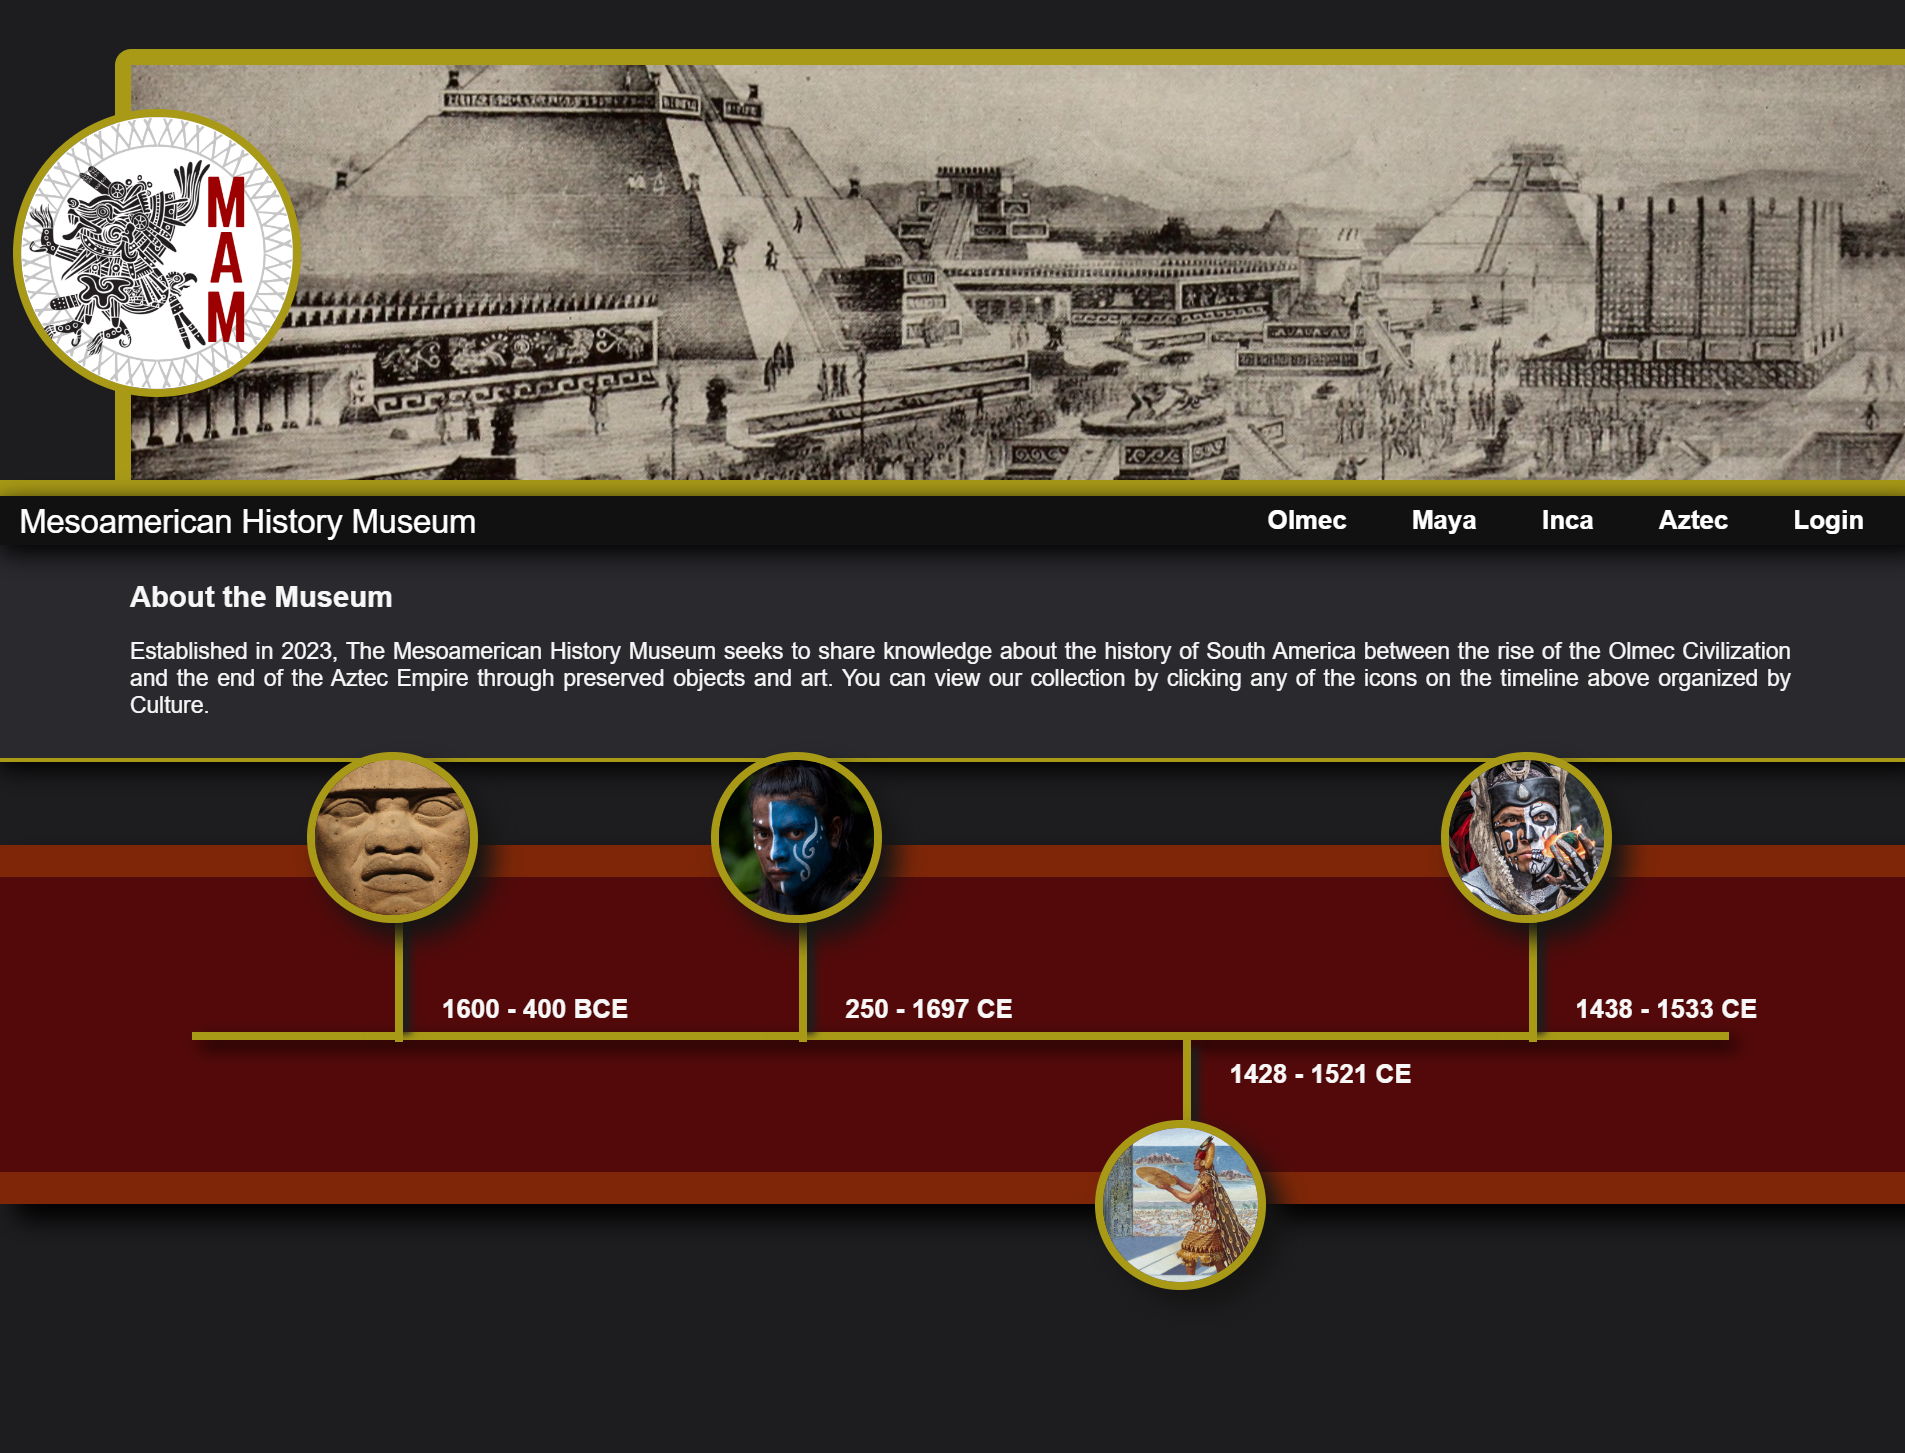 M
A
M
Mesoamerican History Museum
Olmec
Maya
Inca
Aztec
Login
About the Museum
Established in 2023, The Mesoamerican History Museum seeks to share knowledge about the history of South America between the rise of the Olmec Civilization
and the end of the Aztec Empire through preserved objects and art. You can view our collection by clicking any of the icons on the timeline above organized by
Culture.
1600 - 400 BCE
250 - 1697 CE
1438 - 1533 CE
1428 - 1521 CE